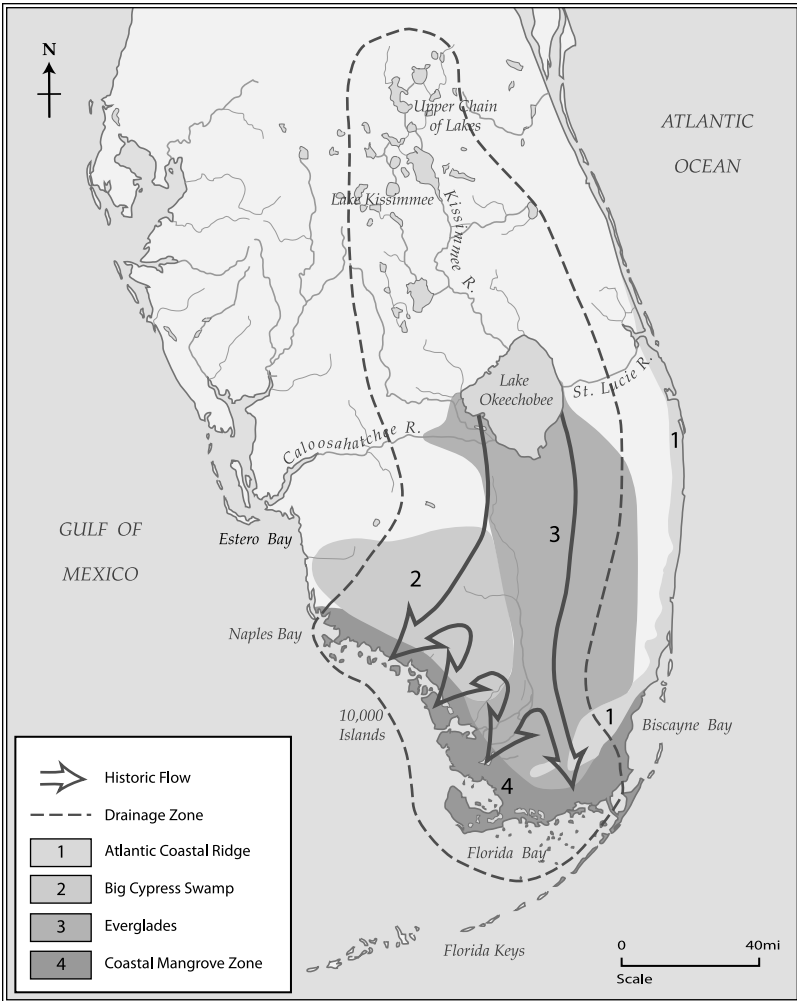 N
Upper Chain
of Lakes
ATLANTIC
OCEAN
Lake Kissimmee
Kissimmee R.
Lake
Okeechobee
St. Lucie R.
Caloosahatchee R.
1
GULF OF
MEXICO
Estero Bay
3
2
Naples Bay
10,000
Islands
1
Biscayne Bay
4
Florida Bay
Florida Keys
Historic Flow
Drainage Zone
1 Atlantic Coastal Ridge
2 Big Cypress Swamp
3 Everglades
4 Coastal Mangrove Zone
0 40mi
Scale